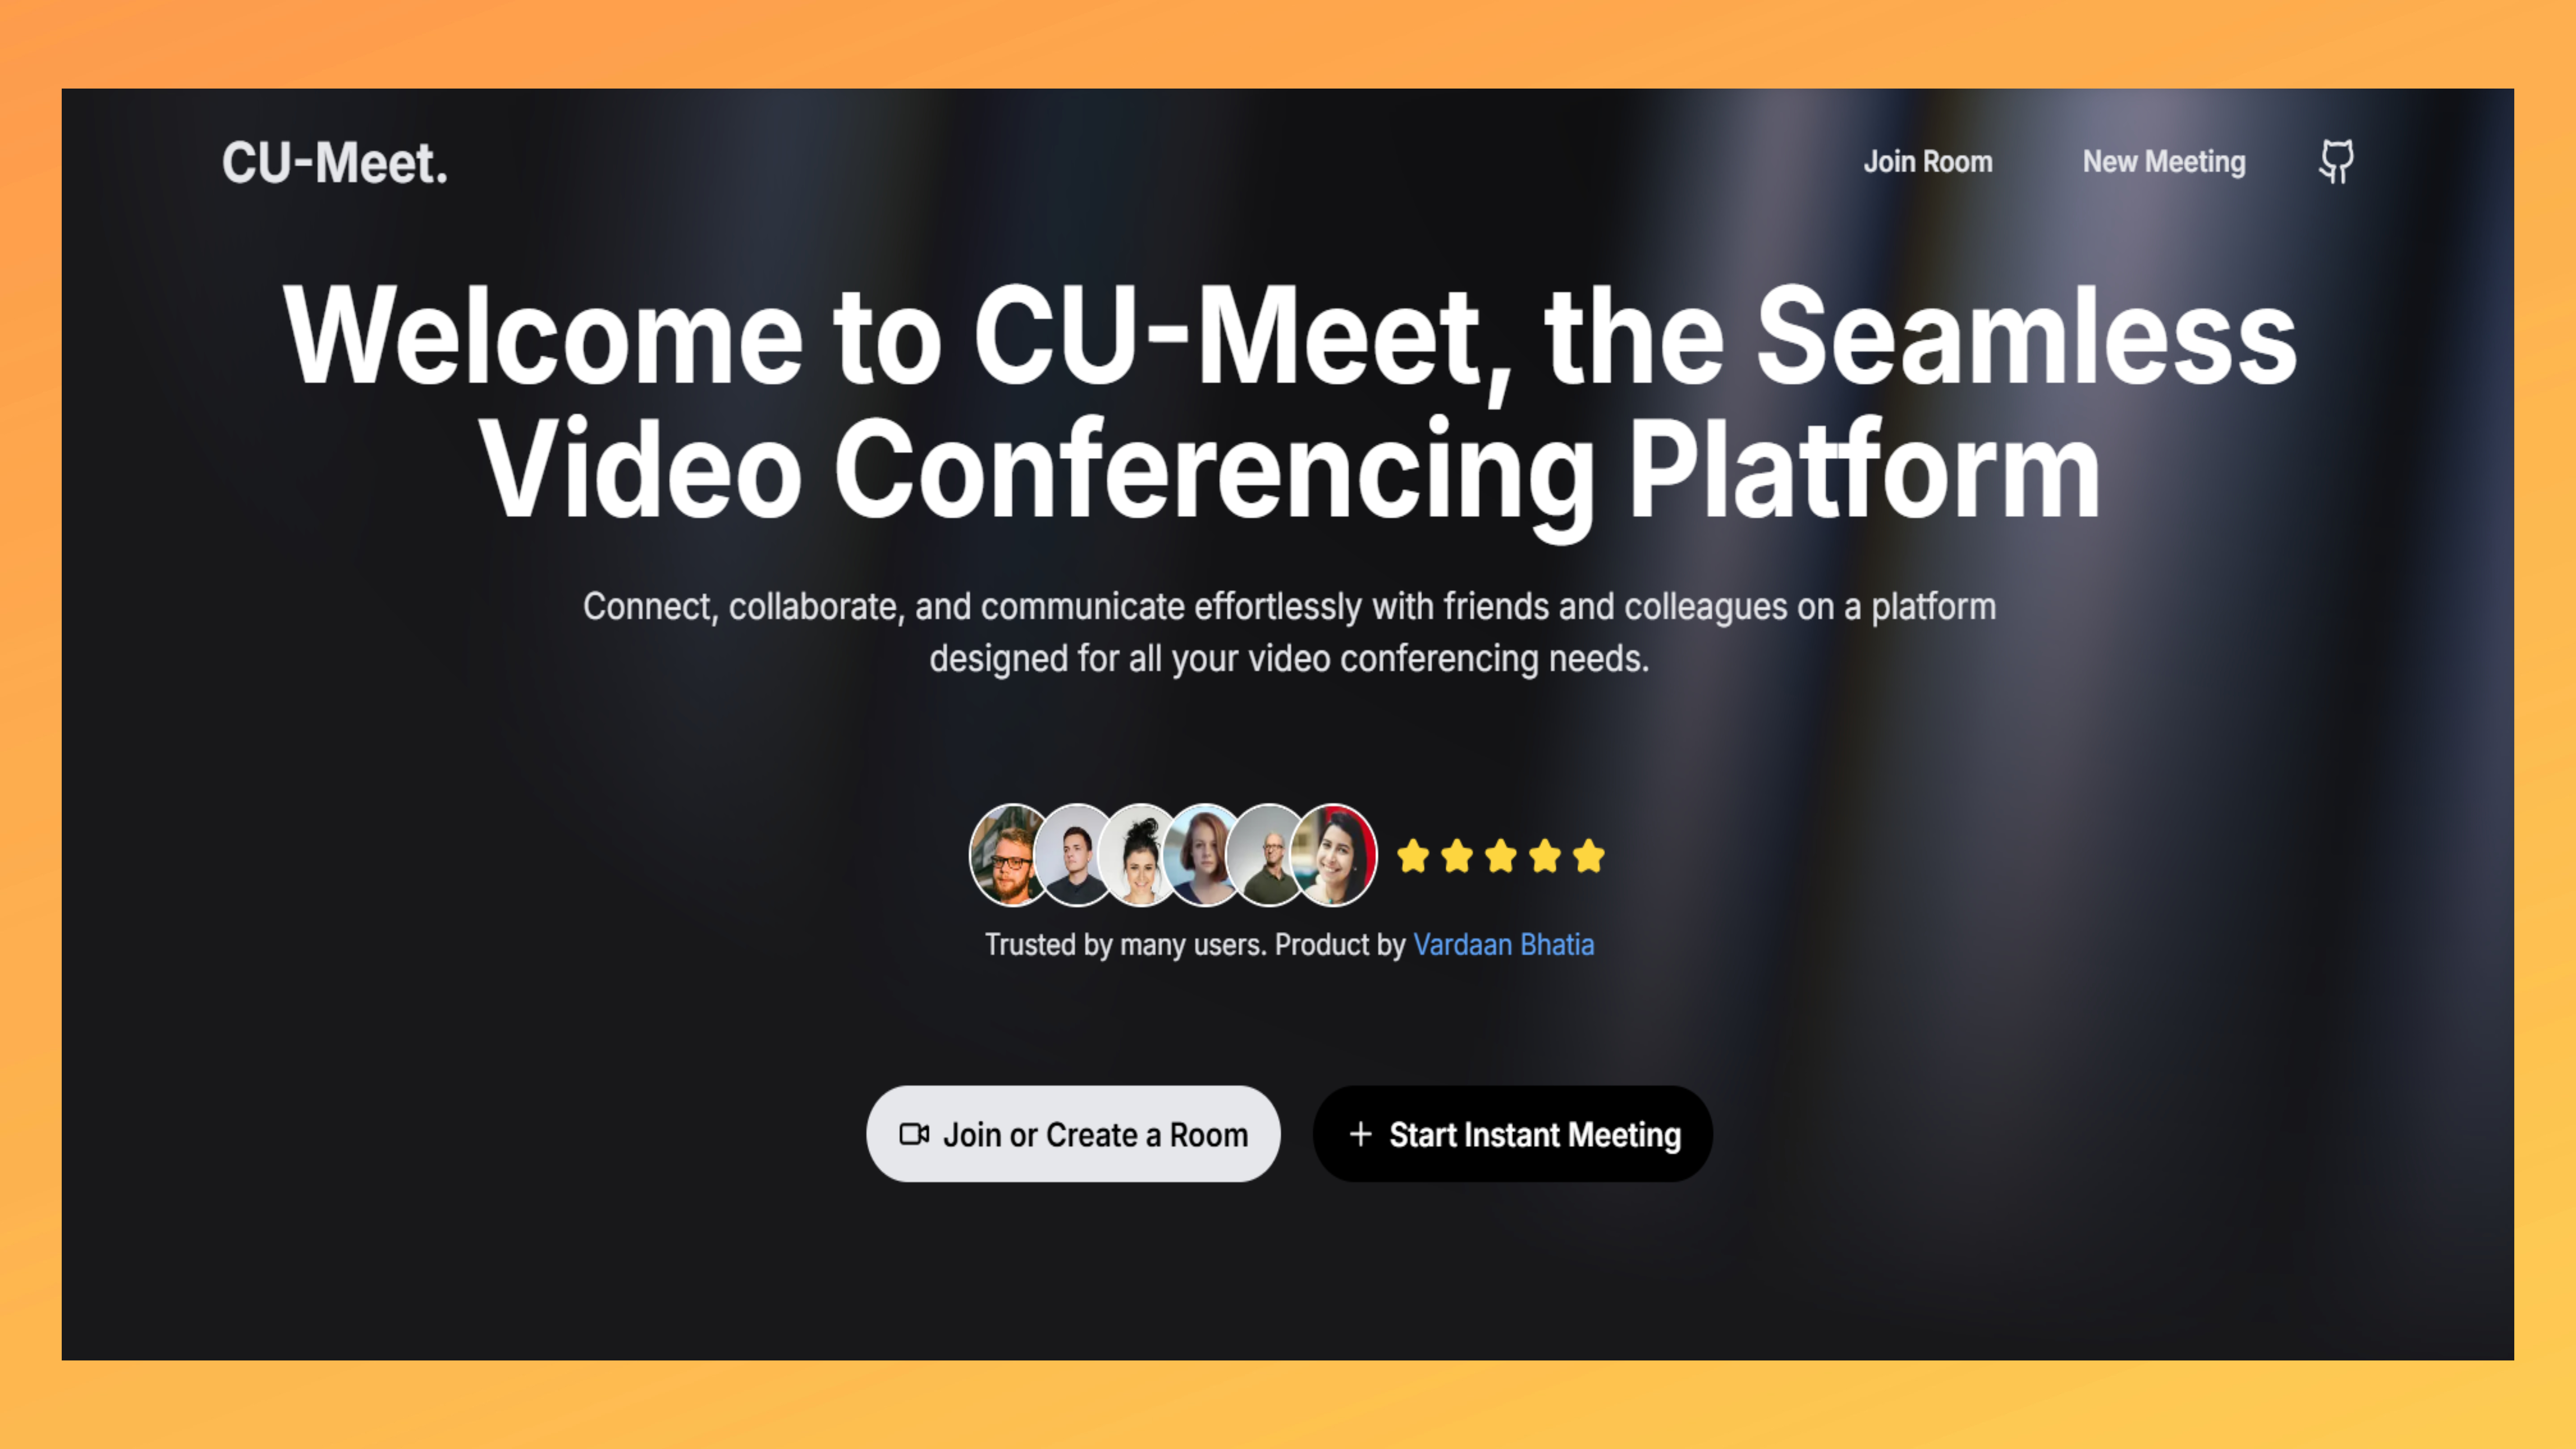 CU-Meet.
Join Room
New Meeting
Welcome to CU-Meet, the Seamless
Video Conferencing Platform
Connect, collaborate, and communicate effortlessly with friends and colleagues on a platform
designed for all your video conferencing needs.
Trusted by many users. Product by Vardaan Bhatia
Join or Create a Room
+ Start Instant Meeting